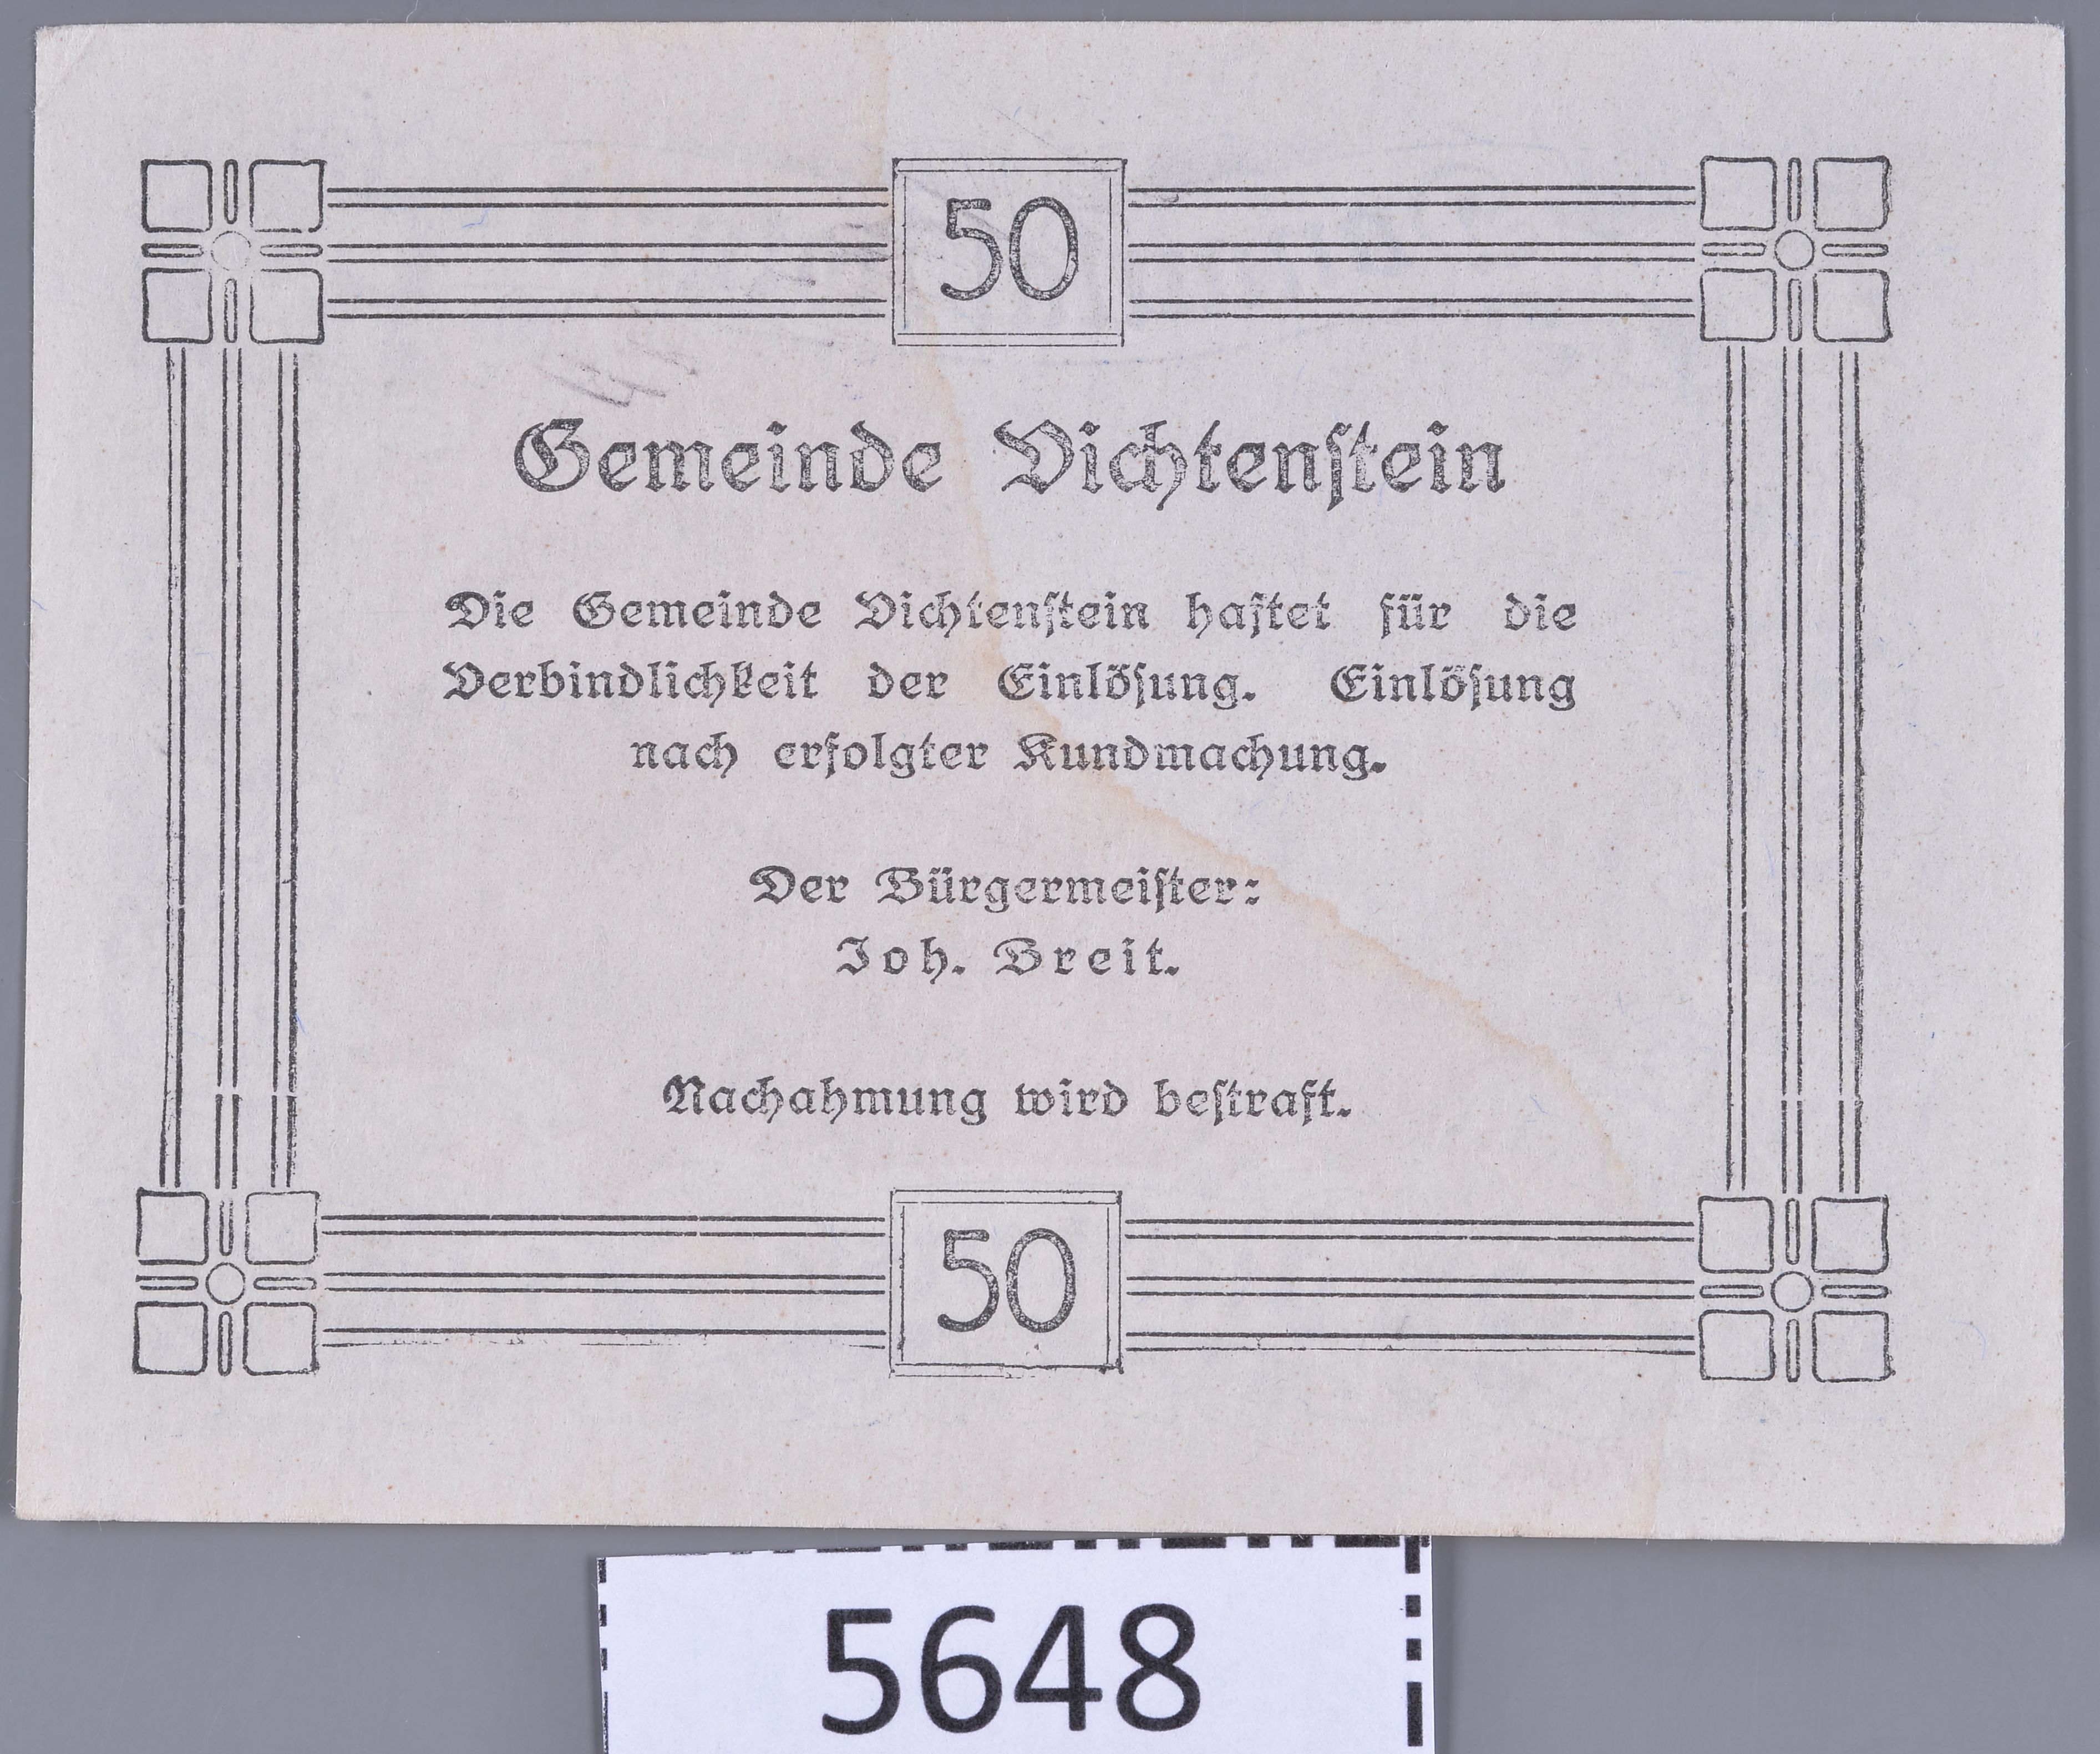 50
Gemeinde Vichtenstein
Die Gemeinde Vichtenstein haftet für die
Verbindlichkeit der Einlösung. Einlösung
nach erfolgter Kundmachung.
Der Bürgermeister:
Joh. Breit.
Nachahmung wird bestraft.
50
5648